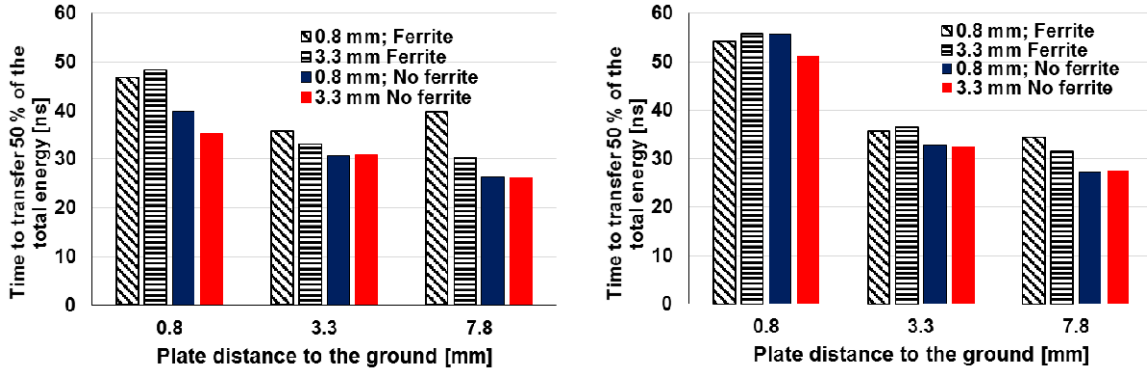 Time to transfer 50 % of the
total energy [ns]
60
50
40
30
20
10
0
0.8 mm; Ferrite
3.3 mm Ferrite
0.8 mm; No ferrite
3.3 mm No ferrite
0.8 3.3 7.8
Plate distance to the ground [mm]
Time to transfer 50 % of the
total energy [ns]
60
50
40
30
20
10
0
0.8 mm; Ferrite
3.3 mm Ferrite
0.8 mm; No ferrite
3.3 mm No ferrite
0.8 3.3 7.8
Plate distance to the ground [mm]